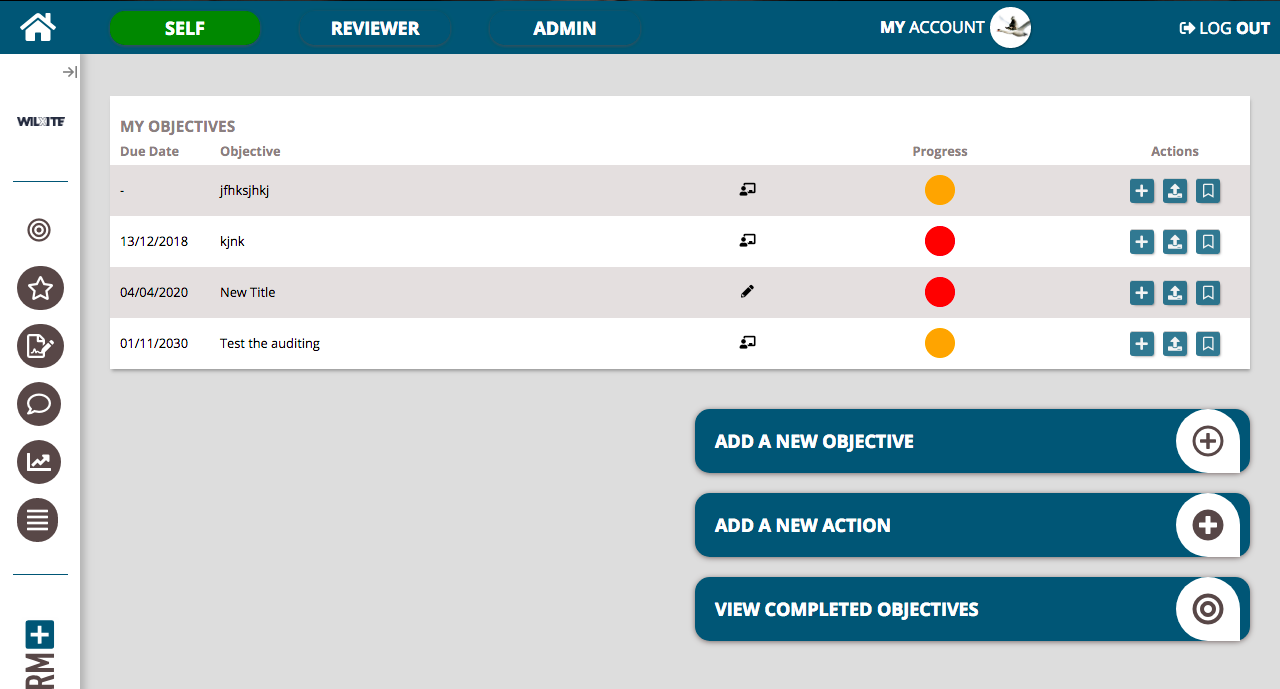 SELF REVIEWER ADMIN MY ACCOUNT LOG OUT
WILXITE
MY OBJECTIVES
Due Date Objective Progress Actions
- jfhksjhkj
13/12/2018 kjnk
04/04/2020 New Title
01/11/2030 Test the auditing
ADD A NEW OBJECTIVE
ADD A NEW ACTION
VIEW COMPLETED OBJECTIVES
RM